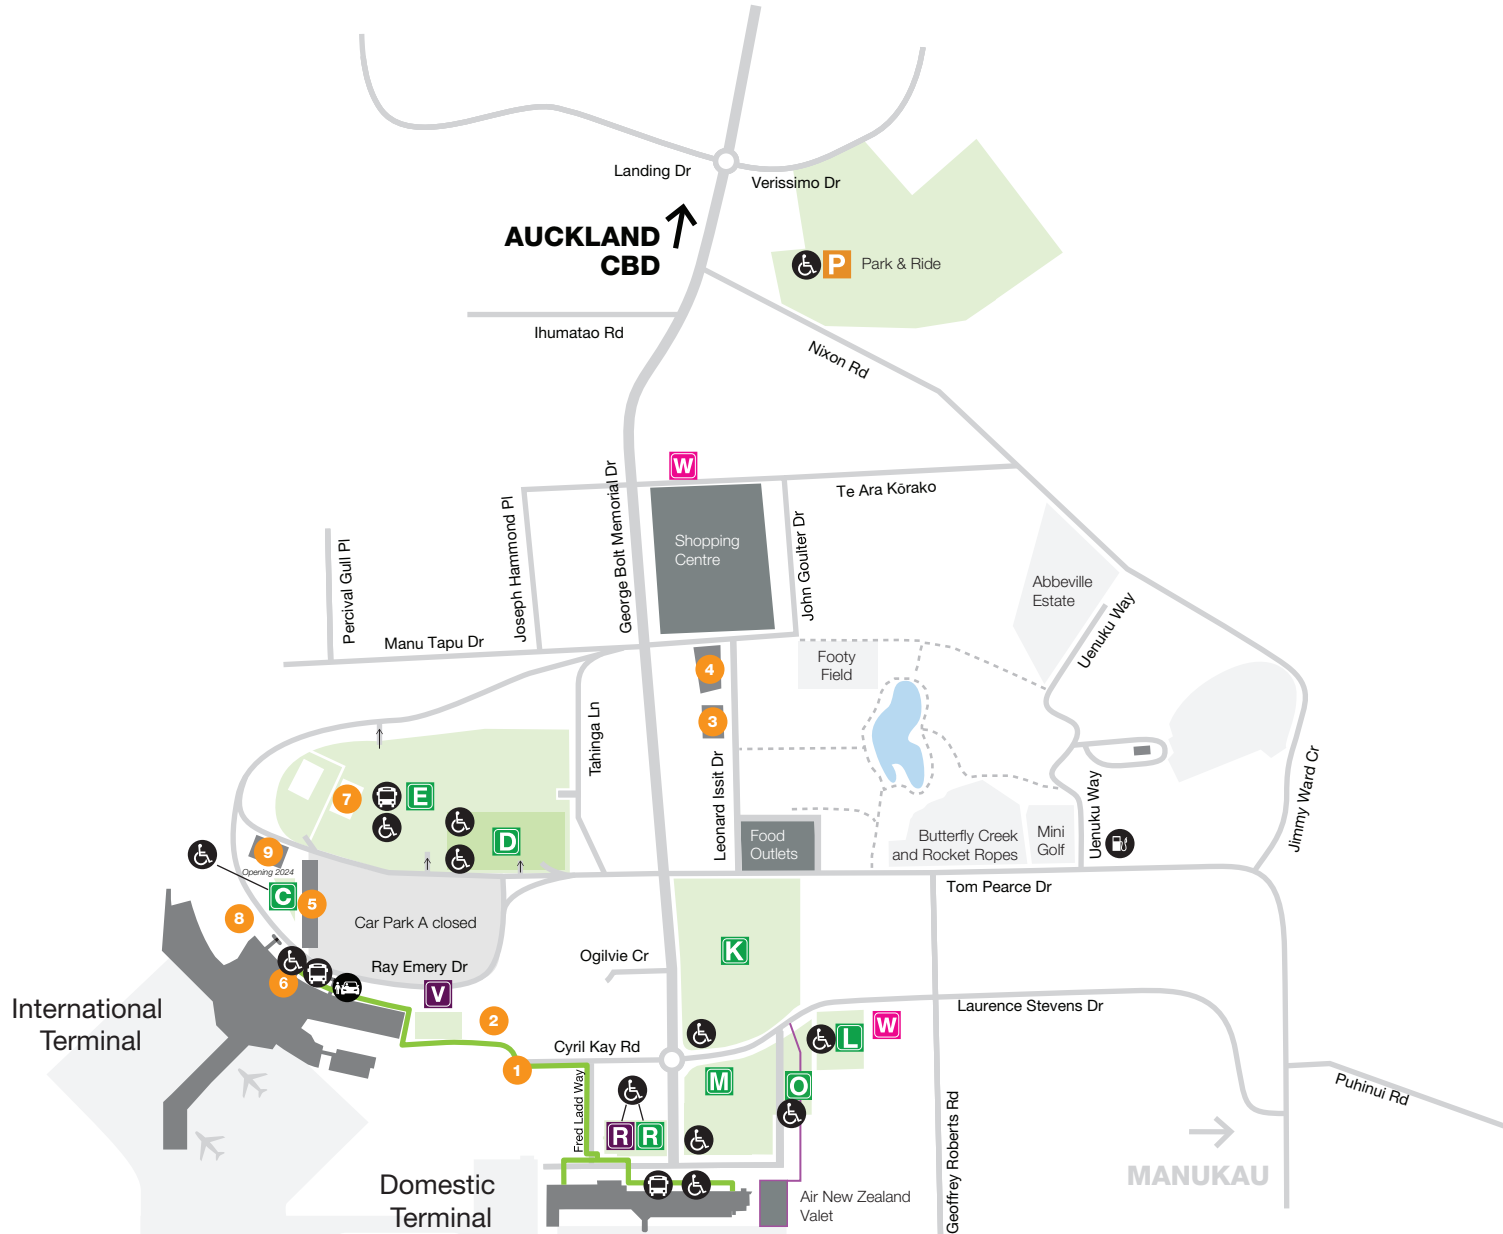 Landing Dr
Verissimo Dr
AUCKLAND
CBD
P
Park & Ride
Ihumatao Rd
Nixon Rd
W
Te Ara Kōrako
George Bolt Memorial Dr
Joseph Hammond Pl
Percival Gull Pl
Shopping
Centre
John Goulter Dr
Abbeville
Estate
Uenuku Way
Manu Tapu Dr
4
Footy
Field
3
Tahinga Ln
Leonard Issit Dr
7
E
D
Uenuku Way
Jimmy Ward Cr
Food
Outlets
Butterfly Creek
and Rocket Ropes
Mini
Golf
9
Opening 2024
C
5
8
Car Park A closed
Tom Pearce Dr
K
Ogilvie Cr
Ray Emery Dr
6
V
International
Terminal
2
Laurence Stevens Dr
L
W
Cyril Kay Rd
1
M
O
Fred Ladd Way
R
R
Puhinui Rd
Geoffrey Roberts Rd
MANUKAU
Domestic
Terminal
Air New Zealand
Valet